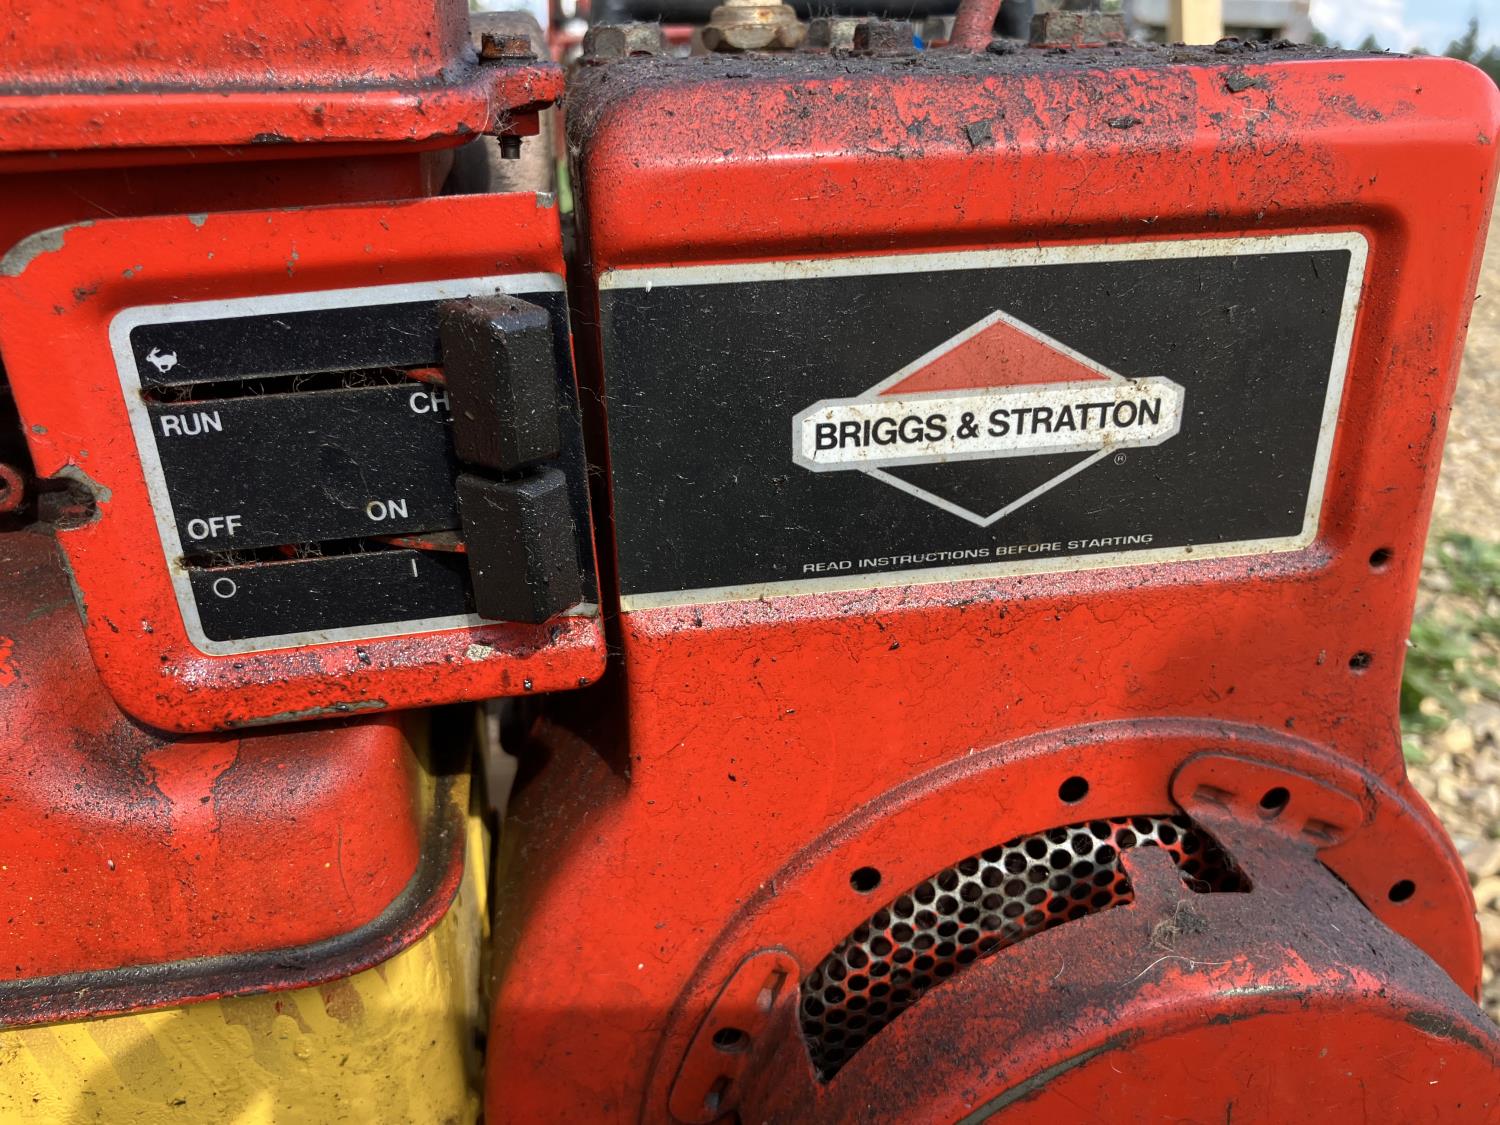 RUN
CH
OFF
ON
O
I
BRIGGS & STRATTON
®
READ INSTRUCTIONS BEFORE STARTING